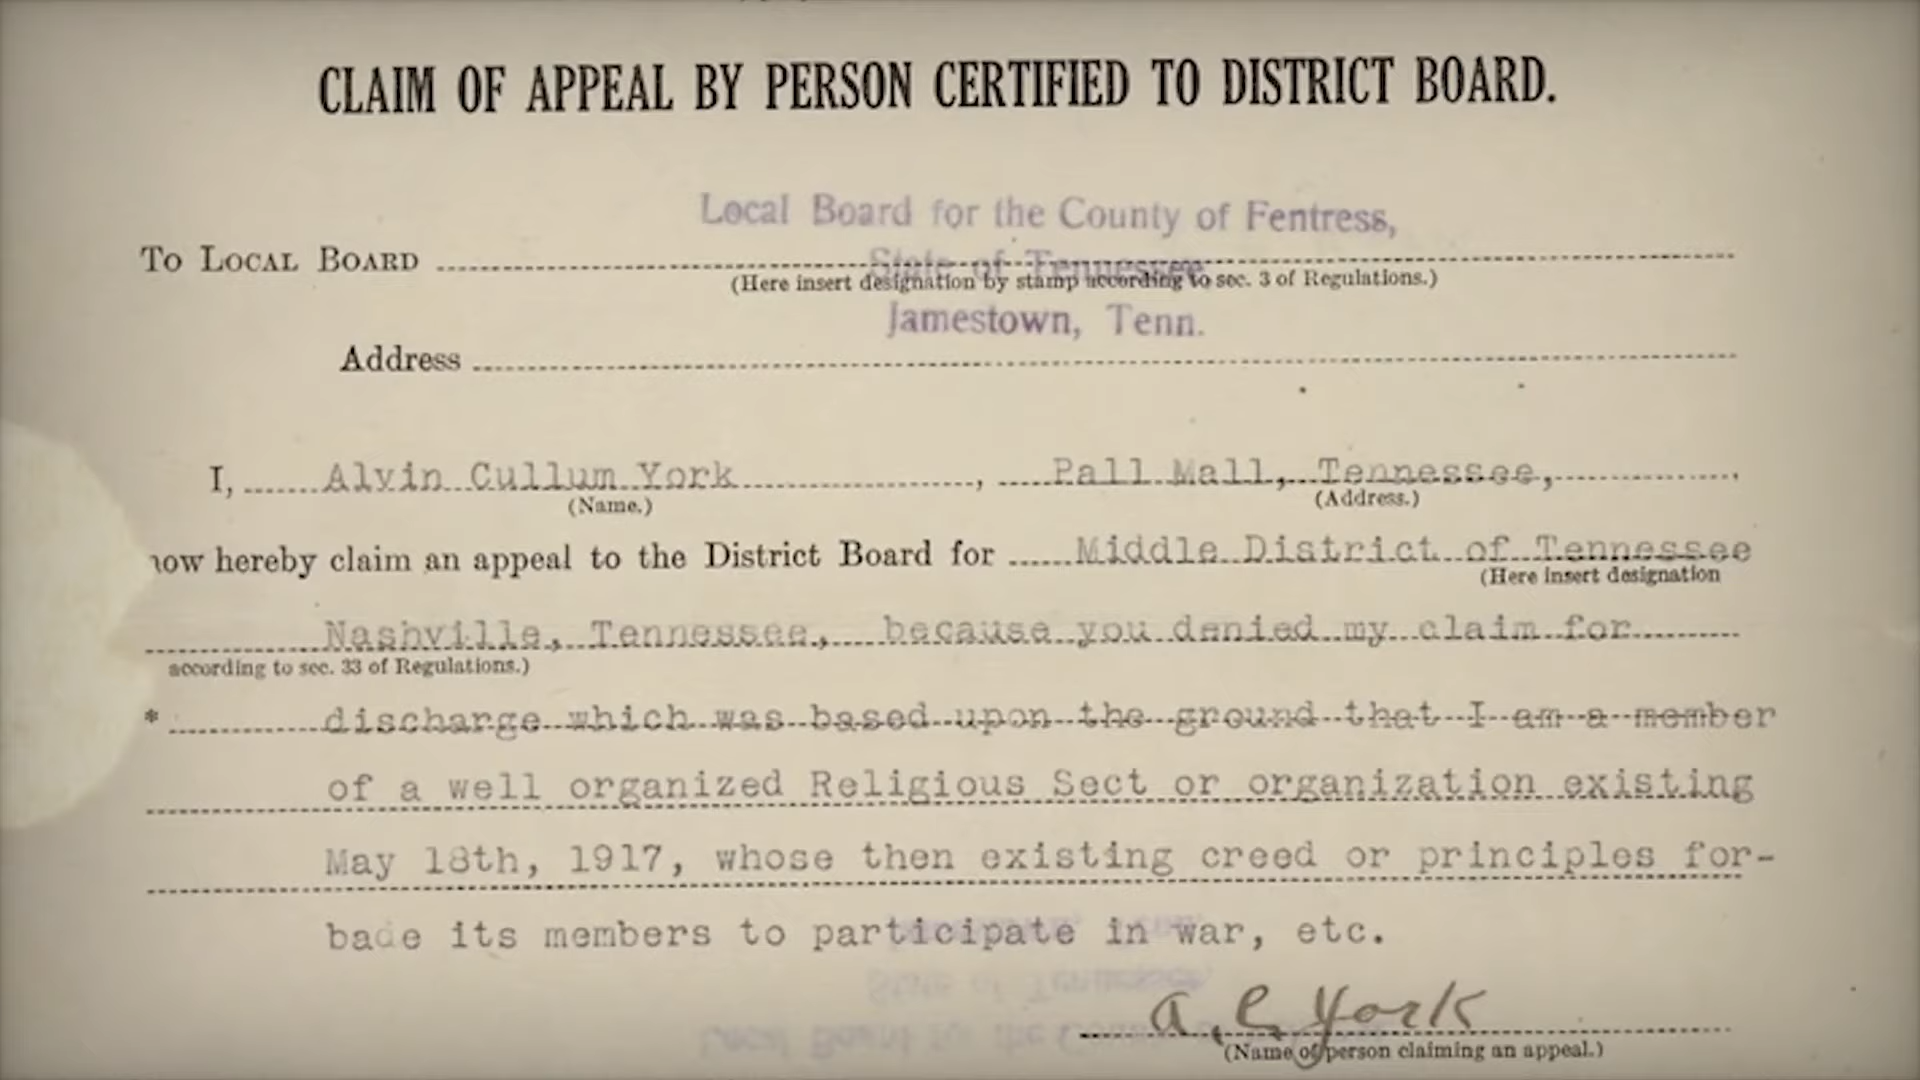 CLAIM OF APPEAL BY PERSON CERTIFIED TO DISTRICT BOARD.
Local Board for the County of Fentress,
To Local Board
State of Tennessee
(Here insert designation by stamp according to sec. 3 of Regulations.)
Jamestown, Tenn.
Address
I, Alvin Cullum York, Pall Mall, Tennessee,
(Name.) (Address.)
now hereby claim an appeal to the District Board for Middle District of Tennessee
(Here insert designation
Nashville, Tennessee, because you denied my claim for
according to sec. 33 of Regulations.)
* discharge which was based upon the ground that I am a member
of a well organized Religious Sect or organization existing
May 18th, 1917, whose then existing creed or principles for-
bade its members to participate in war, etc.
A. C. York
(Name of person claiming an appeal.)